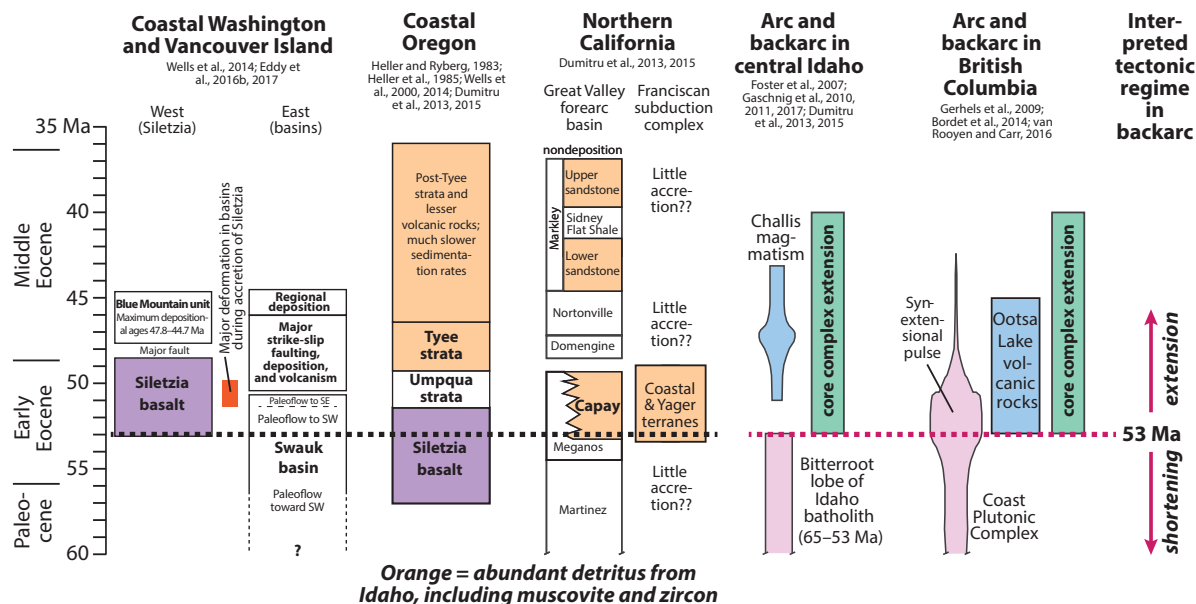 Coastal Washington
and Vancouver Island
Wells et al., 2014; Eddy
et al., 2016b, 2017
West
(Siletzia)
East
(basins)
Coastal
Oregon
Heller and Ryberg, 1983;
Heller et al., 1985; Wells et
al., 2000, 2014; Dumitru
et al., 2013, 2015
Northern
California
Dumitru et al., 2013, 2015
Great Valley
forearc
basin
Franciscan
subduction
complex
Arc and
backarc in
central Idaho
Foster et al., 2007;
Gaschnig et al., 2010,
2011, 2017; Dumitru
et al., 2013, 2015
Arc and
backarc in
British
Columbia
Gerhels et al., 2009;
Bordet et al., 2014; van
Rooyen and Carr, 2016
Inter-
preted
tectonic
regime
in
backarc
35 Ma
40
45
50
55
60
Middle
Eocene
Early
Eocene
Paleo-
cene
Blue Mountain unit
Maximum deposition-
al ages 47.8–44.7 Ma
Major fault
Siletzia
basalt
Major deformation in basins
during accretion of Siletzia
Regional
deposition
Major
strike-slip
faulting,
deposition,
and volcanism
Paleoflow to SE
Paleoflow to SW
Swauk
basin
Paleoflow
toward SW
?
Post-Tyee
strata and
lesser
volcanic rocks;
much slower
sedimenta-
tion rates
Tyee
strata
Umpqua
strata
Siletzia
basalt
nondeposition
Markley
Upper
sandstone
Sidney
Flat Shale
Lower
sandstone
Nortonville
Domengine
Capay
Meganos
Martinez
Little
accre-
tion??
Little
accre-
tion??
Coastal
& Yager
terranes
Little
accre-
tion??
Challis
mag-
matism
core complex extension
Bitterroot
lobe of
Idaho
batholith
(65–53 Ma)
Syn-
extens-
ional
pulse
Coast
Plutonic
Complex
Ootsa
Lake
vol-
canic
rocks
core complex extension
extension
53 Ma
shortening
Orange = abundant detritus from
Idaho, including muscovite and zircon